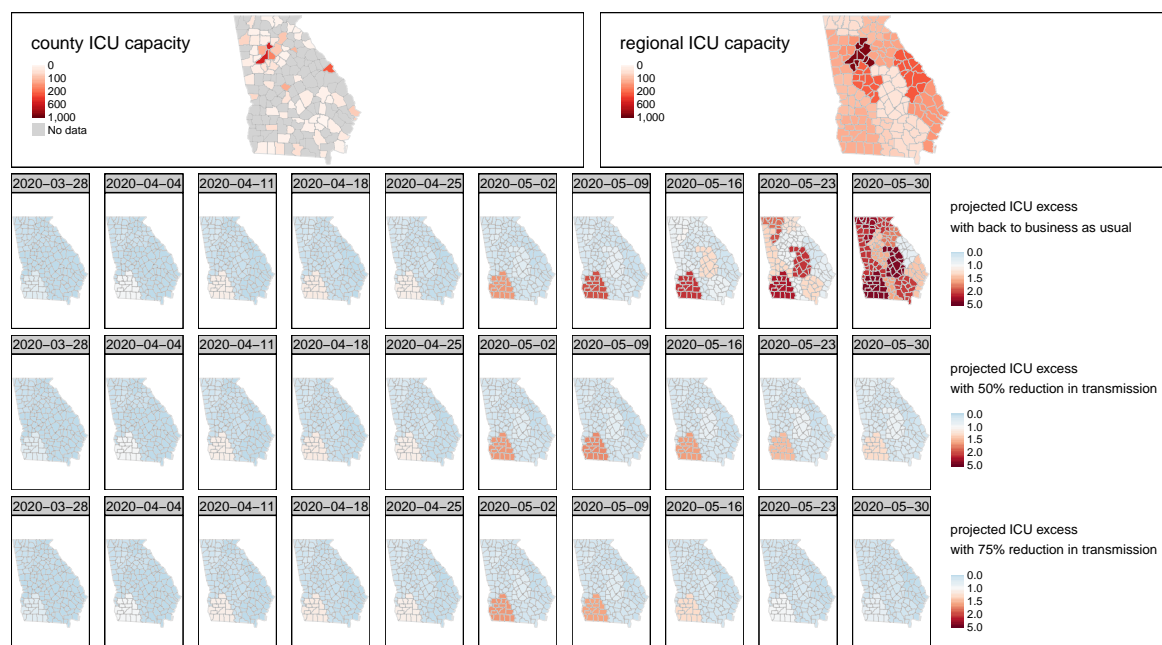 county ICU capacity
0
100
200
600
1,000
No data
regional ICU capacity
0
100
200
600
1,000
2020−03−28 2020−04−04 2020−04−11 2020−04−18 2020−04−25 2020−05−02 2020−05−09 2020−05−16 2020−05−23 2020−05−30
projected ICU excess
with back to business as usual
0.0
1.0
1.5
2.0
5.0
2020−03−28 2020−04−04 2020−04−11 2020−04−18 2020−04−25 2020−05−02 2020−05−09 2020−05−16 2020−05−23 2020−05−30
projected ICU excess
with 50% reduction in transmission
0.0
1.0
1.5
2.0
5.0
2020−03−28 2020−04−04 2020−04−11 2020−04−18 2020−04−25 2020−05−02 2020−05−09 2020−05−16 2020−05−23 2020−05−30
projected ICU excess
with 75% reduction in transmission
0.0
1.0
1.5
2.0
5.0